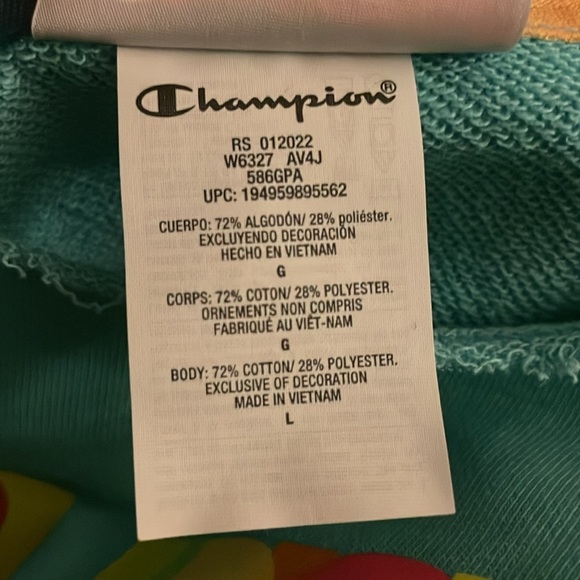 Champion®
RS 012022
W6327 AV4J
586GPA
UPC: 194959895562
CUERPO: 72% ALGODÓN/ 28% poliéster.
EXCLUYENDO DECORACIÓN
HECHO EN VIETNAM
G
CORPS: 72% COTON/ 28% POLYESTER.
ORNEMENTS NON COMPRIS
FABRIQUÉ AU VIÊT-NAM
G
BODY: 72% COTTON/ 28% POLYESTER.
EXCLUSIVE OF DECORATION
MADE IN VIETNAM
L